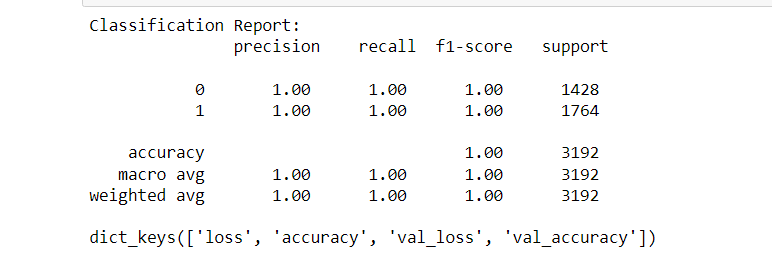 Classification Report:
precision recall f1-score support
0 1.00 1.00 1.00 1428
1 1.00 1.00 1.00 1764
accuracy 1.00 3192
macro avg 1.00 1.00 1.00 3192
weighted avg 1.00 1.00 1.00 3192
dict_keys(['loss', 'accuracy', 'val_loss', 'val_accuracy'])